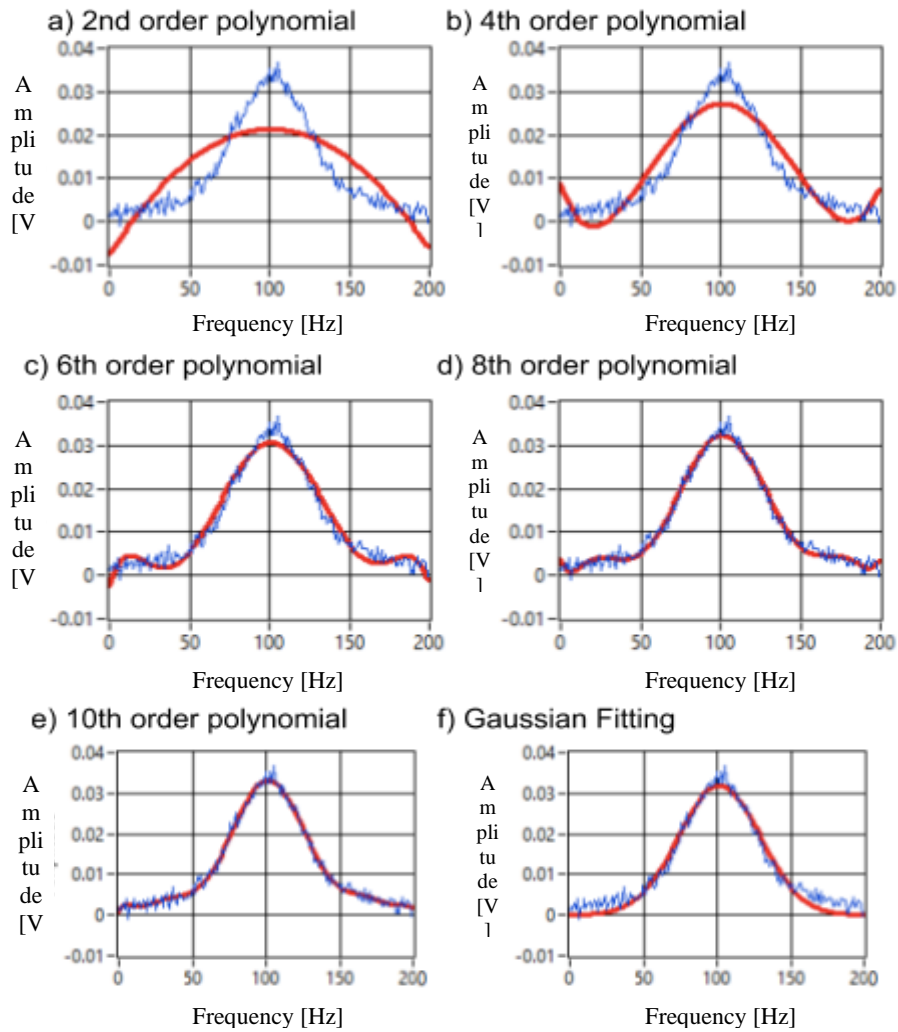 a) 2nd order polynomial
A
m
pli
tu
de
[V
0.04
0.03
0.02
0.01
0
-0.01
0 50 100 150 200
Frequency [Hz]
b) 4th order polynomial
A
m
pli
tu
de
[V
]
0.04
0.03
0.02
0.01
0
-0.01
0 50 100 150 200
Frequency [Hz]
c) 6th order polynomial
A
m
pli
tu
de
[V
0.04
0.03
0.02
0.01
0
-0.01
0 50 100 150 200
Frequency [Hz]
d) 8th order polynomial
A
m
pli
tu
de
[V
]
0.04
0.03
0.02
0.01
0
-0.01
0 50 100 150 200
Frequency [Hz]
e) 10th order polynomial
A
m
pli
tu
de
[V
0.04
0.03
0.02
0.01
0
-0.01
0 50 100 150 200
Frequency [Hz]
f) Gaussian Fitting
A
m
pli
tu
de
[V
]
0.04
0.03
0.02
0.01
0
-0.01
0 50 100 150 200
Frequency [Hz]